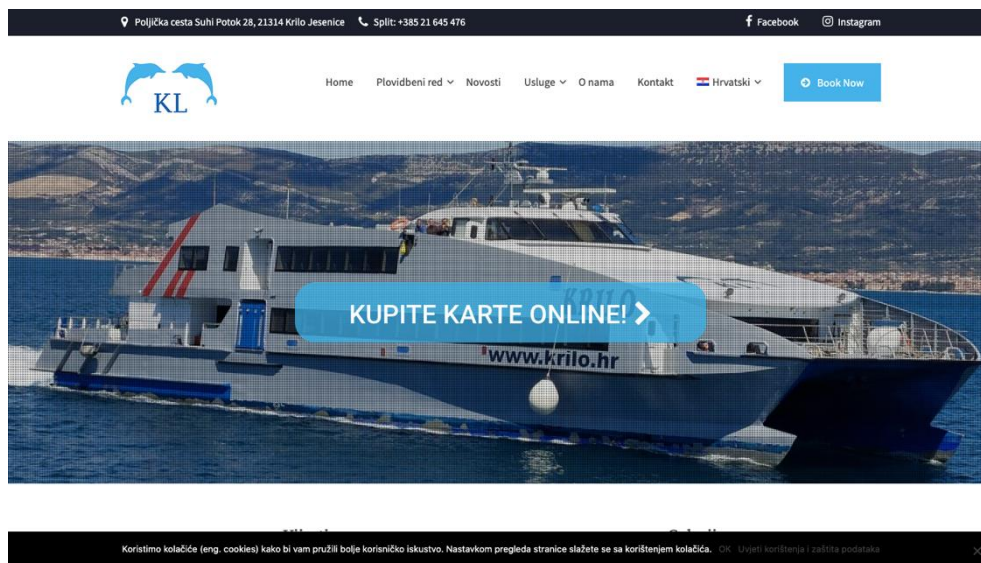 Poljička cesta Suhi Potok 28, 21314 Krilo Jesenice Split: +385 21 645 476 Facebook Instagram
KL Home Plovidbeni red Novosti Usluge O nama Kontakt Hrvatski Book Now
KRILO
KUPITE KARTE ONLINE!
www.krilo.hr
Koristimo kolačiće (eng. cookies) kako bi vam pružili bolje korisničko iskustvo. Nastavkom pregleda stranice slažete se sa korištenjem kolačića. OK Uvjeti korištenja i zaštita podataka